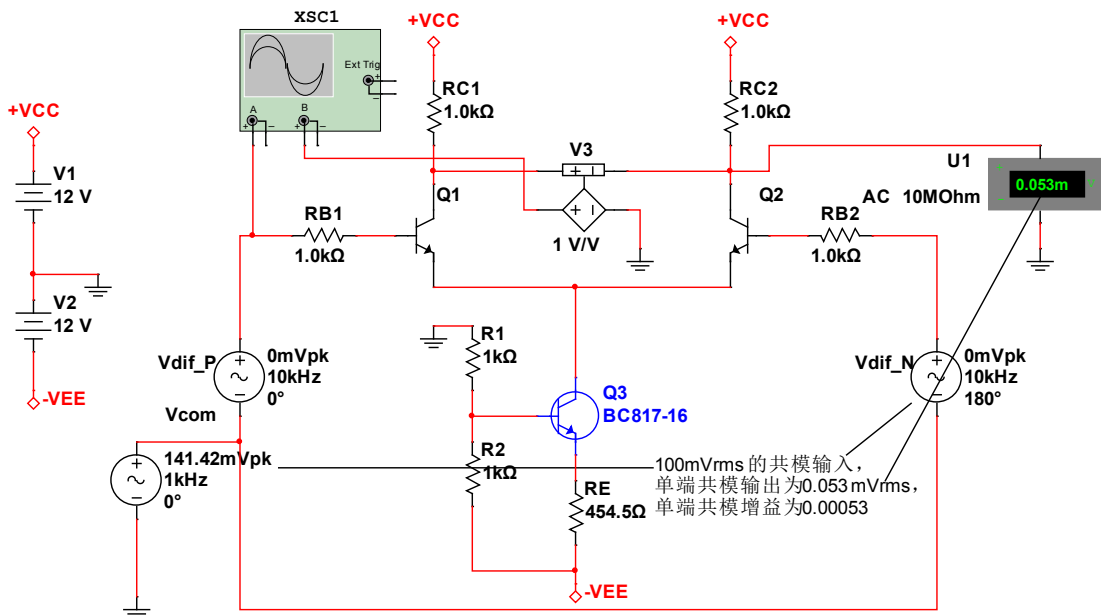 XSC1
Ext Trig
+
−
A
B
+ −
+ −
+VCC
V1
12 V
V2
12 V
-VEE
+VCC
RC1
1.0kΩ
+VCC
RC2
1.0kΩ
V3
+ −
+ −
1 V/V
Q1
Q2
RB1
1.0kΩ
RB2
1.0kΩ
U1
0.053m
AC 10MOhm
Vdif_P
+
−
0mVpk
10kHz
0°
Vcom
+
−
141.42mVpk
1kHz
0°
R1
1kΩ
R2
1kΩ
Q3
BC817-16
RE
454.5Ω
-VEE
Vdif_N
+
−
0mVpk
10kHz
180°
100mVrms的共模输入，
单端共模输出为0.053mVrms，
单端共模增益为0.00053